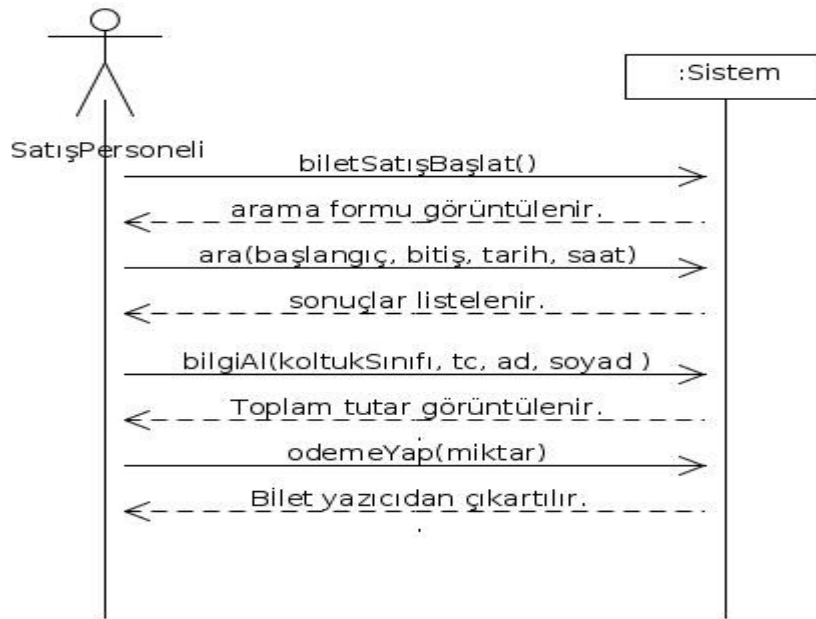 :Sistem
SatışPersoneli
biletSatışBaşlat()
arama formu görüntülenir.
ara(başlangıç, bitiş, tarih, saat)
sonuçlar listelenir.
bilgiAl(koltukSınıfı, tc, ad, soyad )
Toplam tutar görüntülenir.
.
odemeYap(miktar)
Bilet yazıcıdan çıkartılır.
.